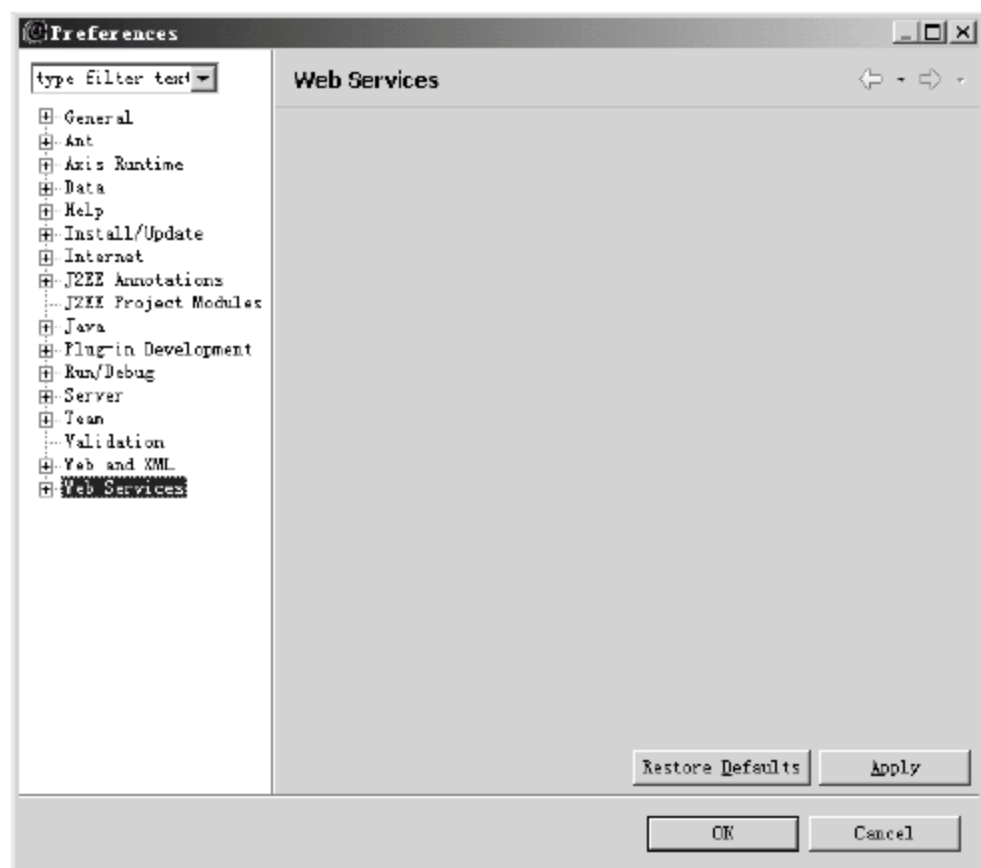 Preferences
type filter text
Web Services
General
Ant
Axis Runtime
Data
Help
Install/Update
Internet
J2EE Annotations
J2EE Project Modules
Java
Plug-in Development
Run/Debug
Server
Team
Validation
Web and XML
Web Services
Restore Defaults
Apply
OK
Cancel